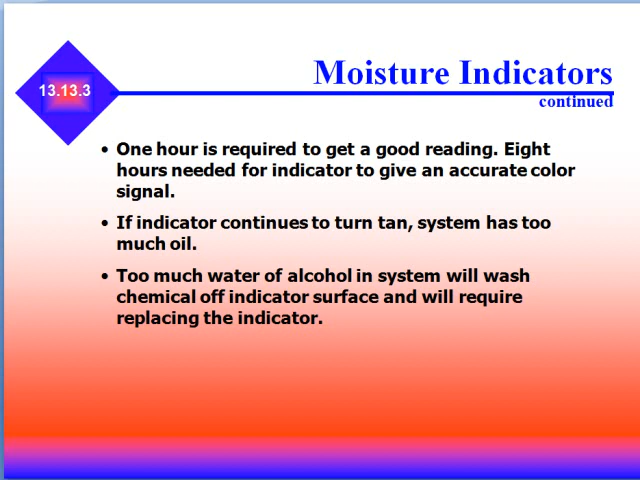 13.13.3
Moisture Indicators
continued
• One hour is required to get a good reading. Eight
hours needed for indicator to give an accurate color
signal.
• If indicator continues to turn tan, system has too
much oil.
• Too much water of alcohol in system will wash
chemical off indicator surface and will require
replacing the indicator.